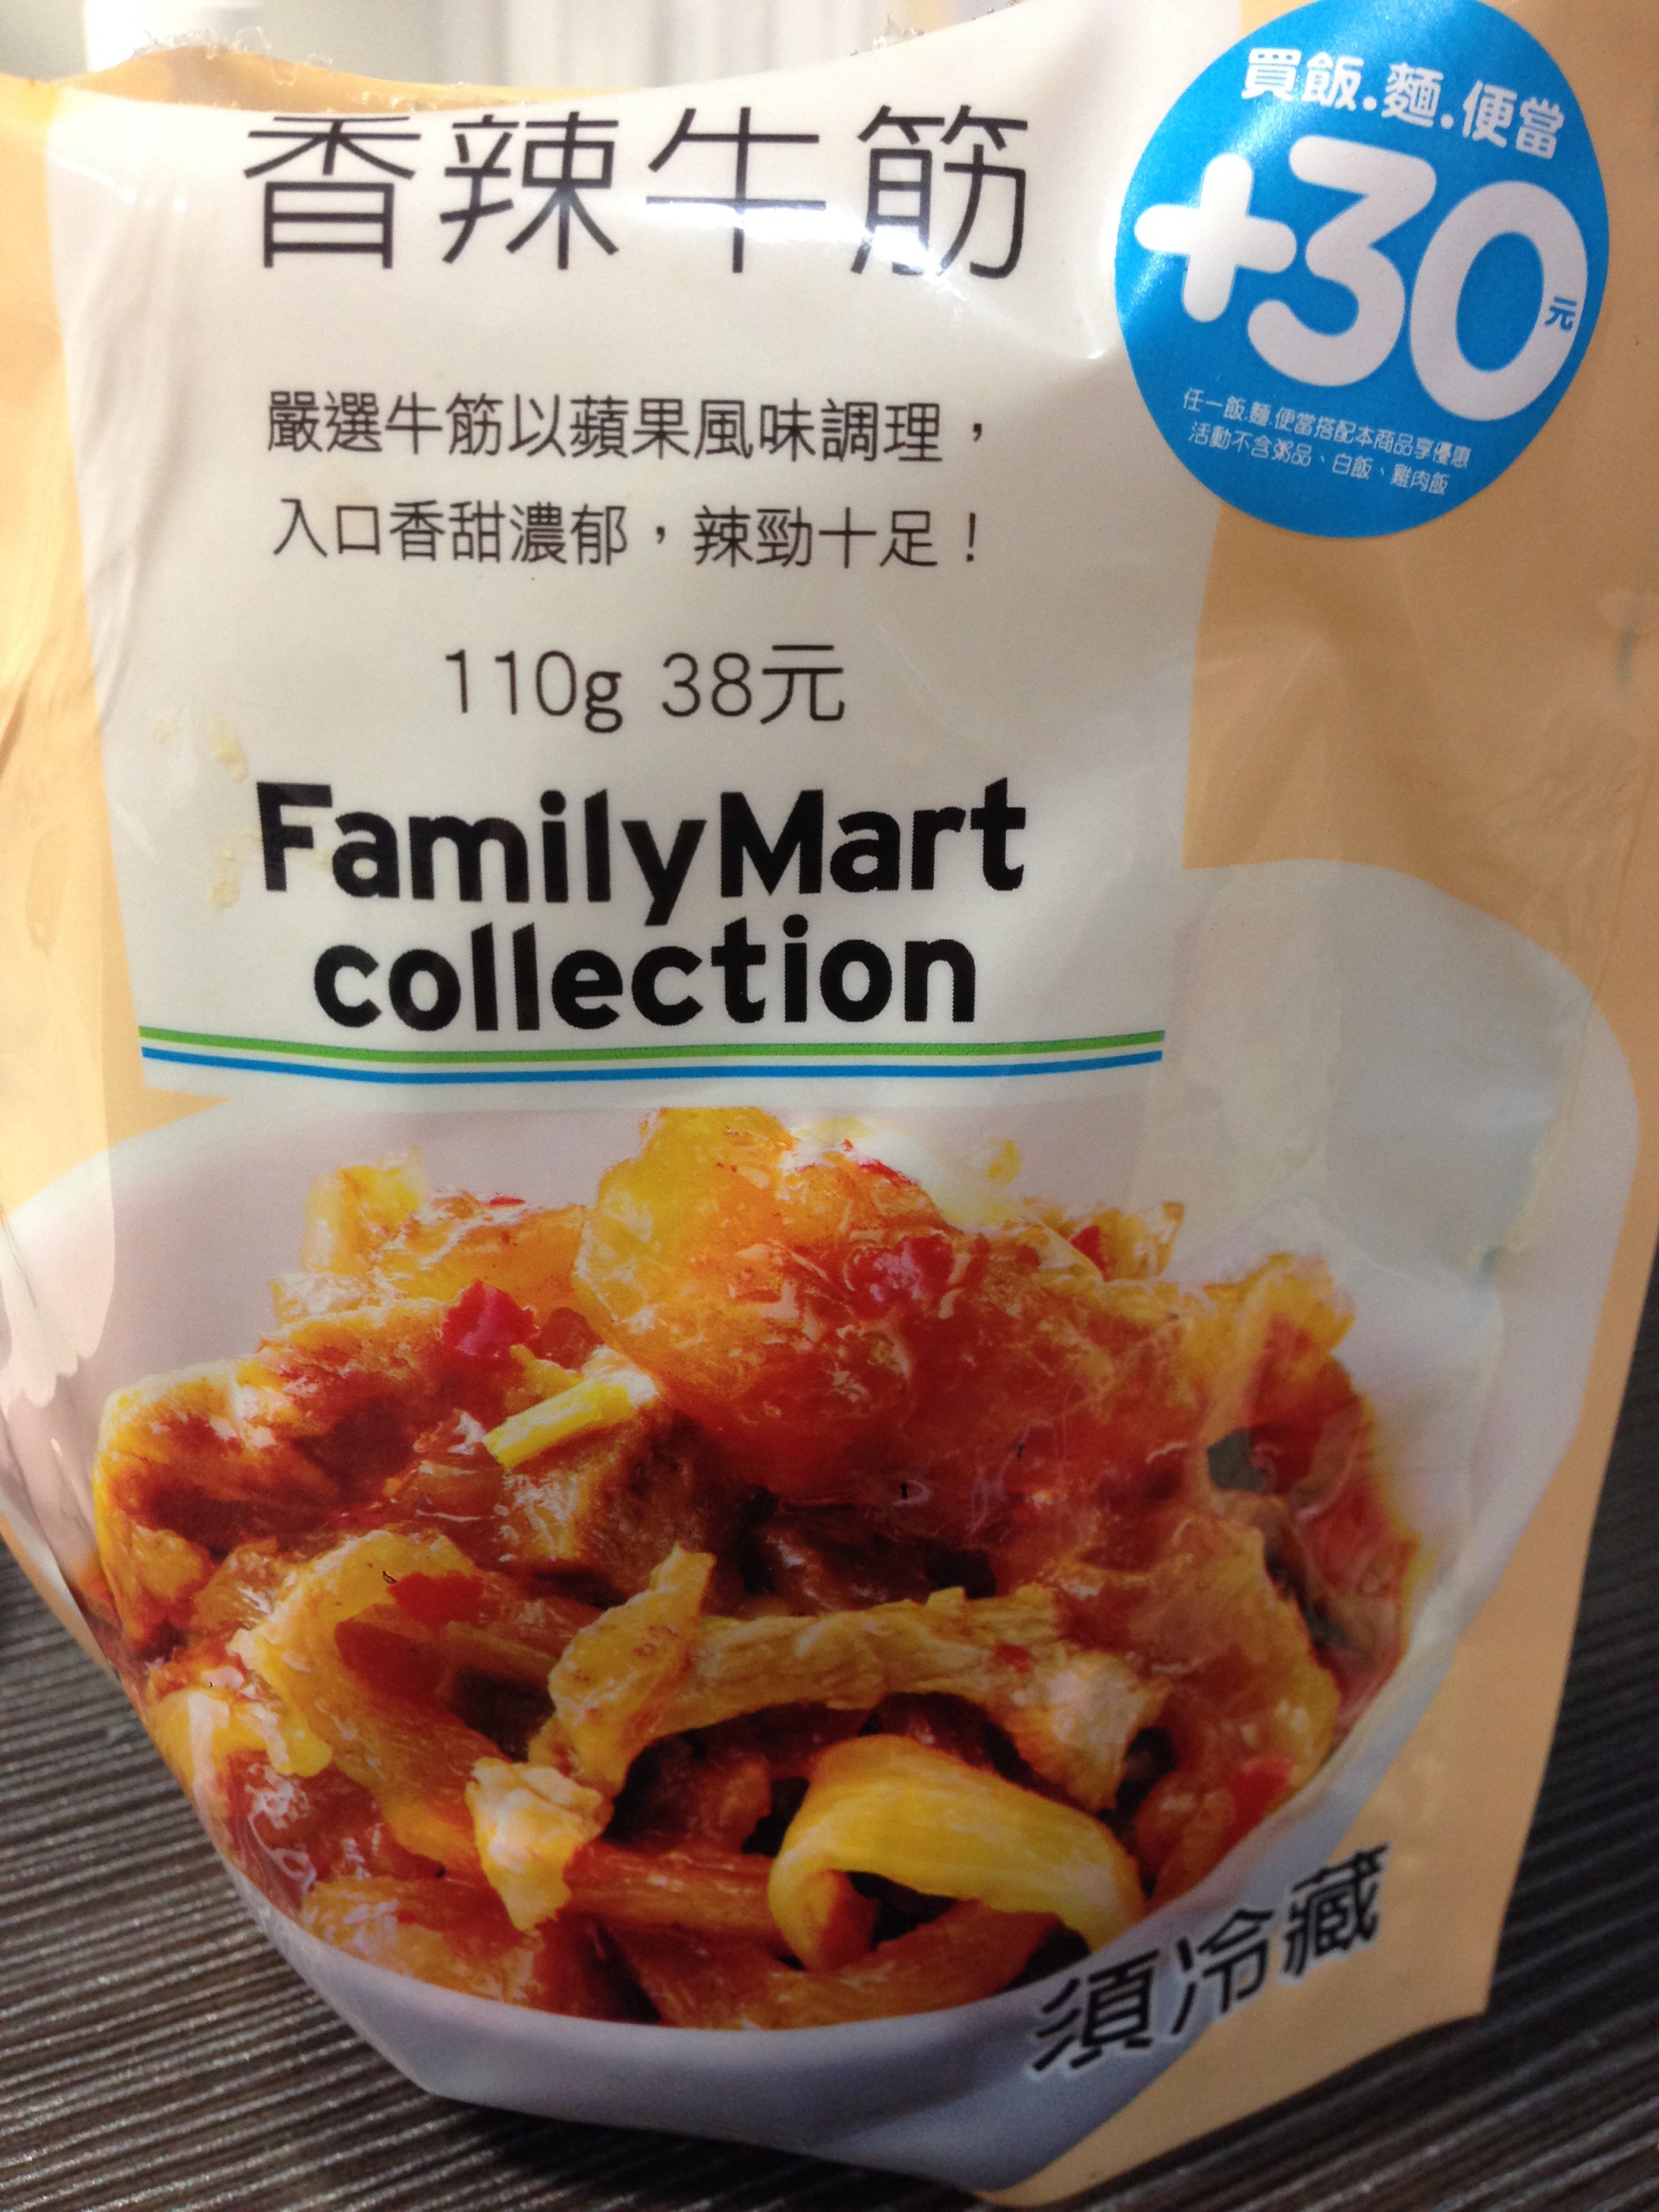 香辣牛筋
嚴選牛筋以蘋果風味調理，
入口香甜濃郁，辣勁十足！
110g 38元
FamilyMart
collection
買飯.麵.便當
+30元
任一飯.麵.便當搭配本商品享優惠
活動不含粥品、白飯、雞肉飯
須冷藏